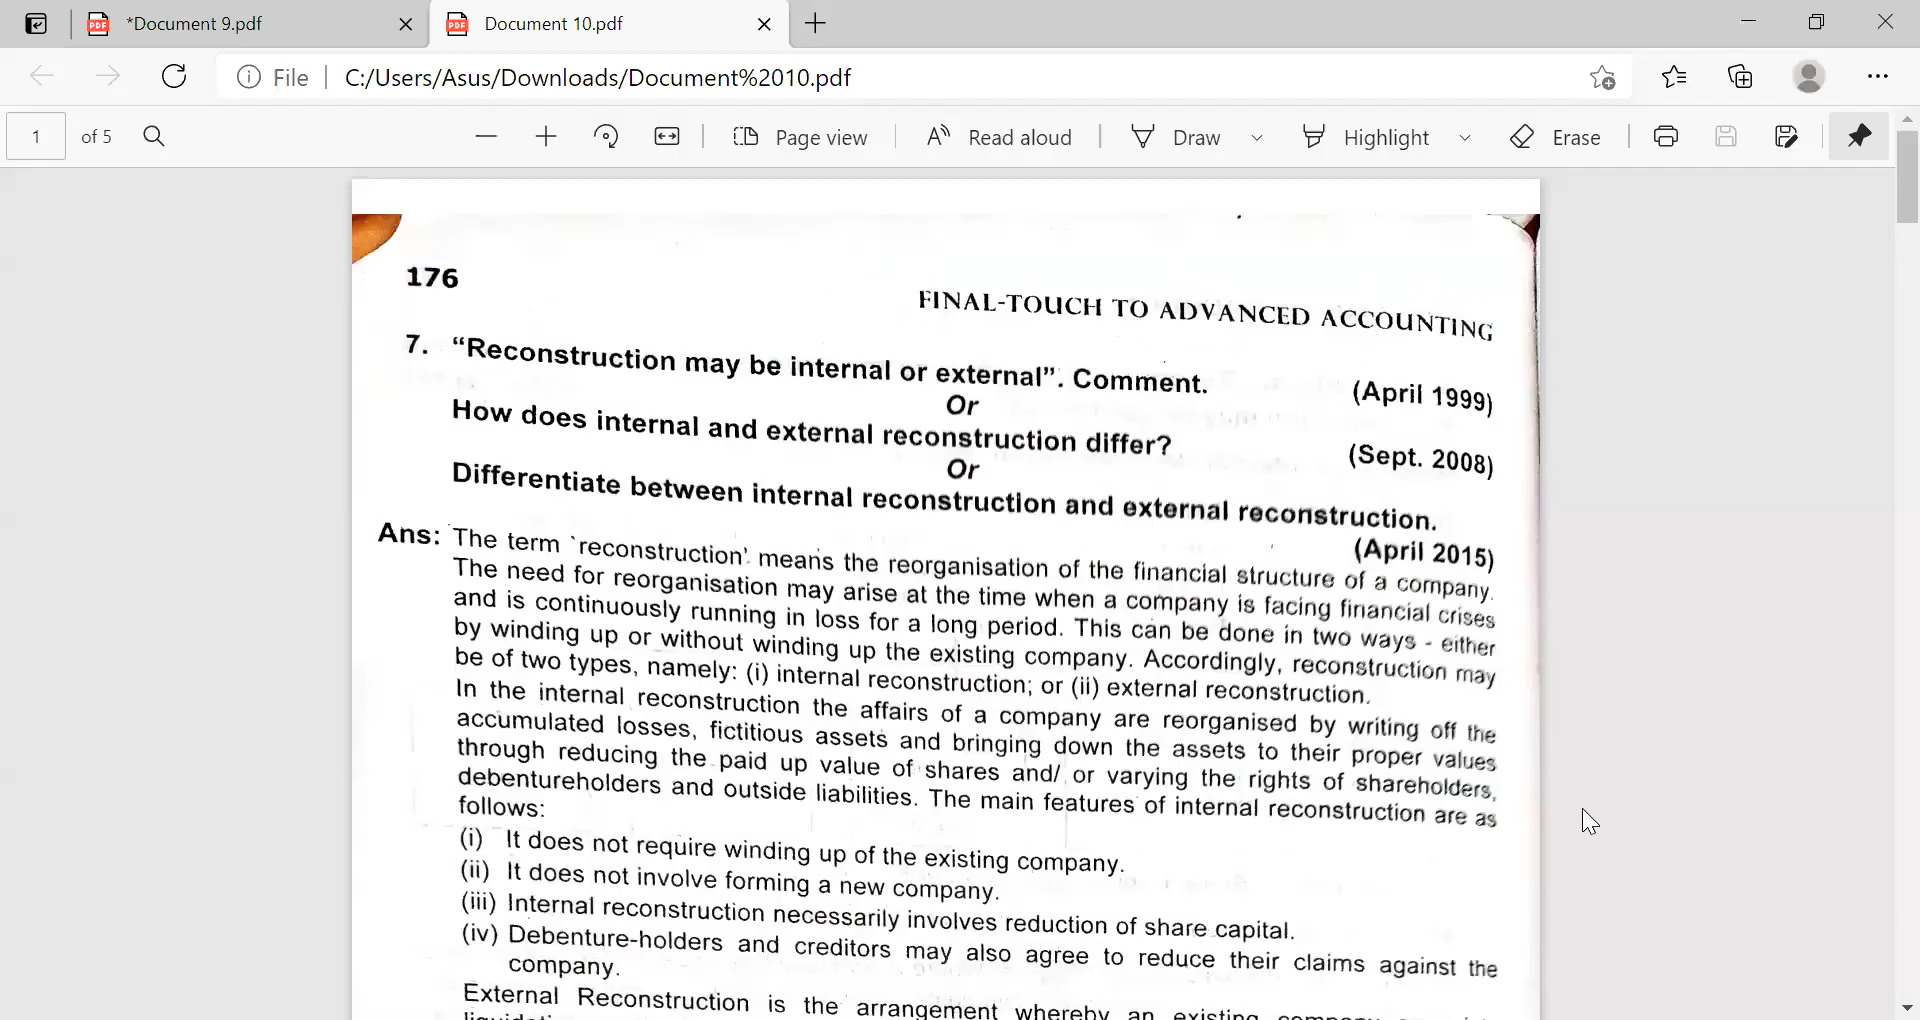 *Document 9.pdf
Document 10.pdf
File
C:/Users/Asus/Downloads/Document%2010.pdf
1 of 5
Page view
Read aloud
Draw
Highlight
Erase
176
FINAL-TOUCH TO ADVANCED ACCOUNTING
7. “Reconstruction may be internal or external”. Comment. (April 1999)
Or
How does internal and external reconstruction differ? (Sept. 2008)
Or
Differentiate between internal reconstruction and external reconstruction.
(April 2015)
Ans: The term `reconstruction' means the reorganisation of the financial structure of a company.
The need for reorganisation may arise at the time when a company is facing financial crises
and is continuously running in loss for a long period. This can be done in two ways - either
by winding up or without winding up the existing company. Accordingly, reconstruction may
be of two types, namely: (i) internal reconstruction; or (ii) external reconstruction.
In the internal reconstruction the affairs of a company are reorganised by writing off the
accumulated losses, fictitious assets and bringing down the assets to their proper values
through reducing the paid up value of shares and/ or varying the rights of shareholders,
debentureholders and outside liabilities. The main features of internal reconstruction are as
follows:
(i) It does not require winding up of the existing company.
(ii) It does not involve forming a new company.
(iii) Internal reconstruction necessarily involves reduction of share capital.
(iv) Debenture-holders and creditors may also agree to reduce their claims against the
company.
External Reconstruction is the arrangement whereby an existing